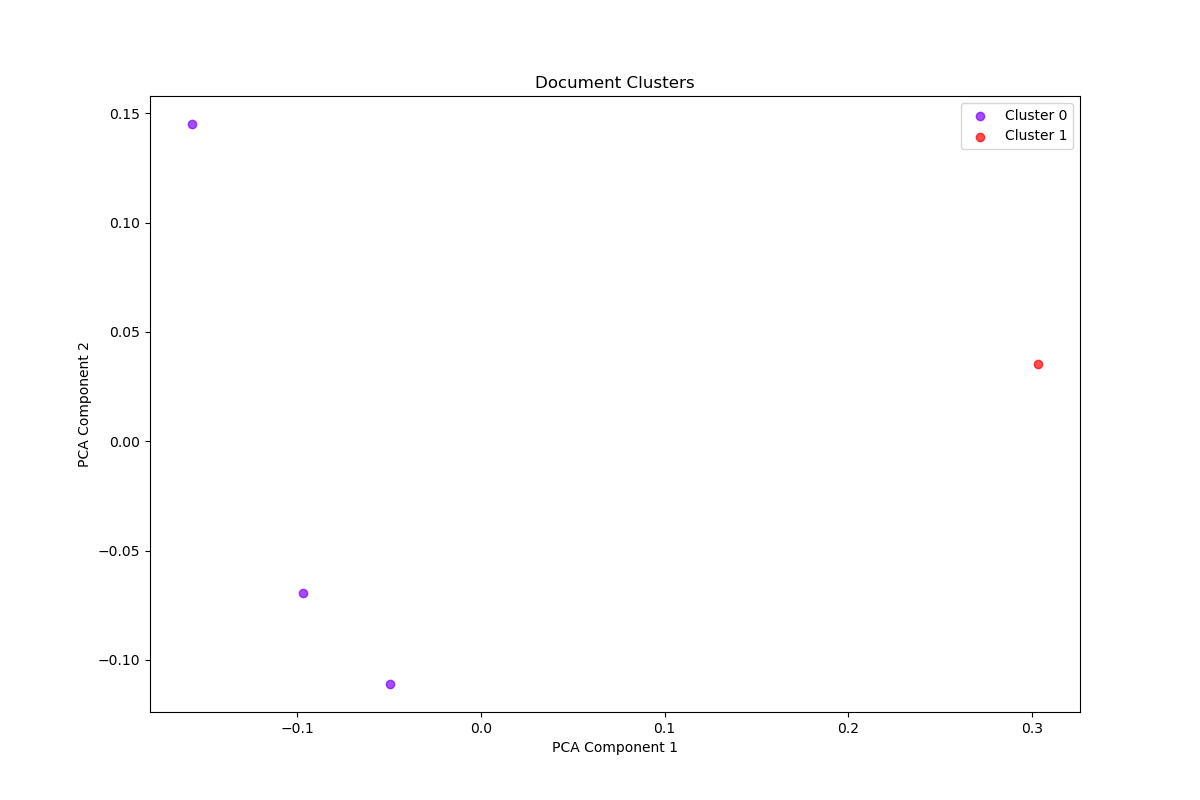 Document Clusters
Cluster 0
Cluster 1
0.15
0.10
0.05
0.00
−0.05
−0.10
PCA Component 2
−0.1
0.0
0.1
0.2
0.3
PCA Component 1